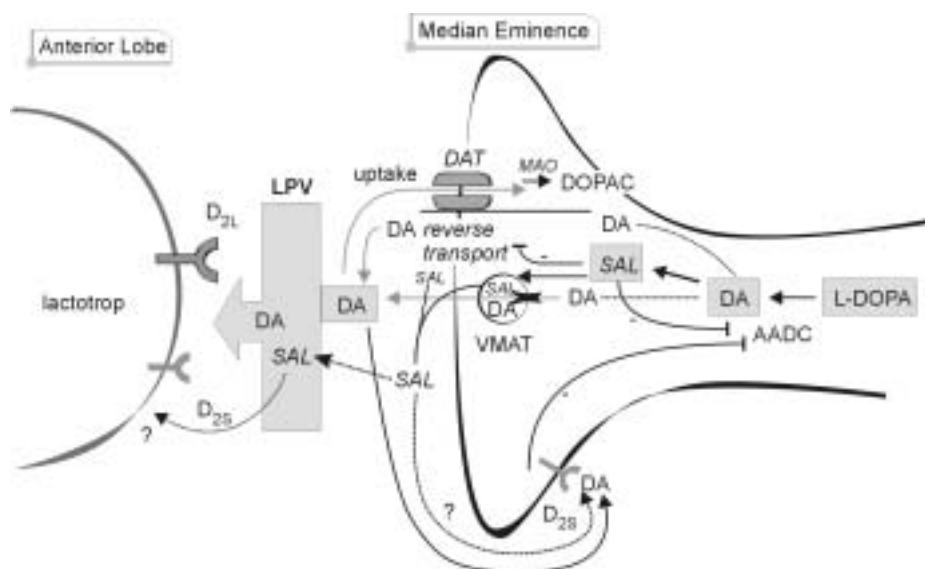 Median Eminence
Anterior Lobe
DAT
MAO
uptake
DOPAC
LPV
D2L
DA
DA reverse
transport
-
SAL
SAL
SAL
DA
DA
DA
L-DOPA
lactotrop
DA
DA
VMAT
-
AADC
SAL
SAL
-
D2S
?
?
DA
D2S